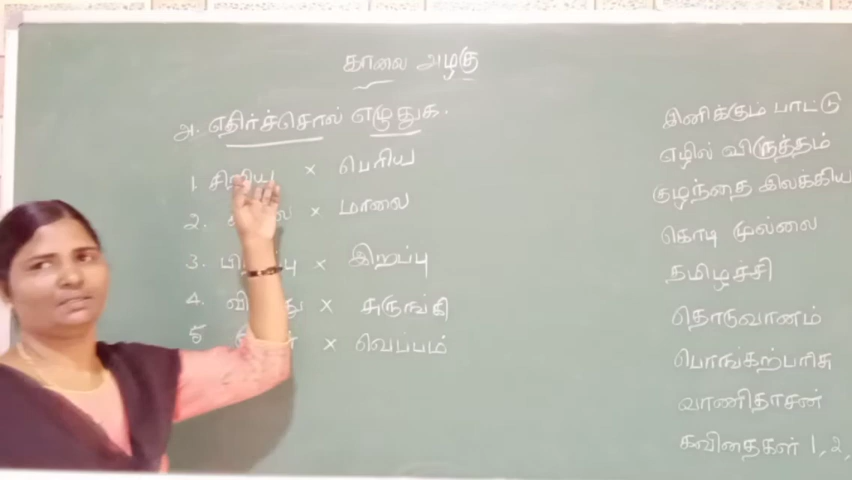 காலை அழகு
அ. எதிர்ச்சொல் எழுதுக.
1. சிறிய x பெரிய
2. x மாலை
3. x இறப்பு
4. x சுருங்கி
5 x வெப்பம்
இனிக்கும் பாட்டு
எழில் விருத்தம்
குழந்தை இலக்கிய
கொடி முல்லை
தமிழச்சி
தொடுவானம்
பொங்கற்பரிசு
வாணிதாசன்
கவிதைகள் 1, 2,